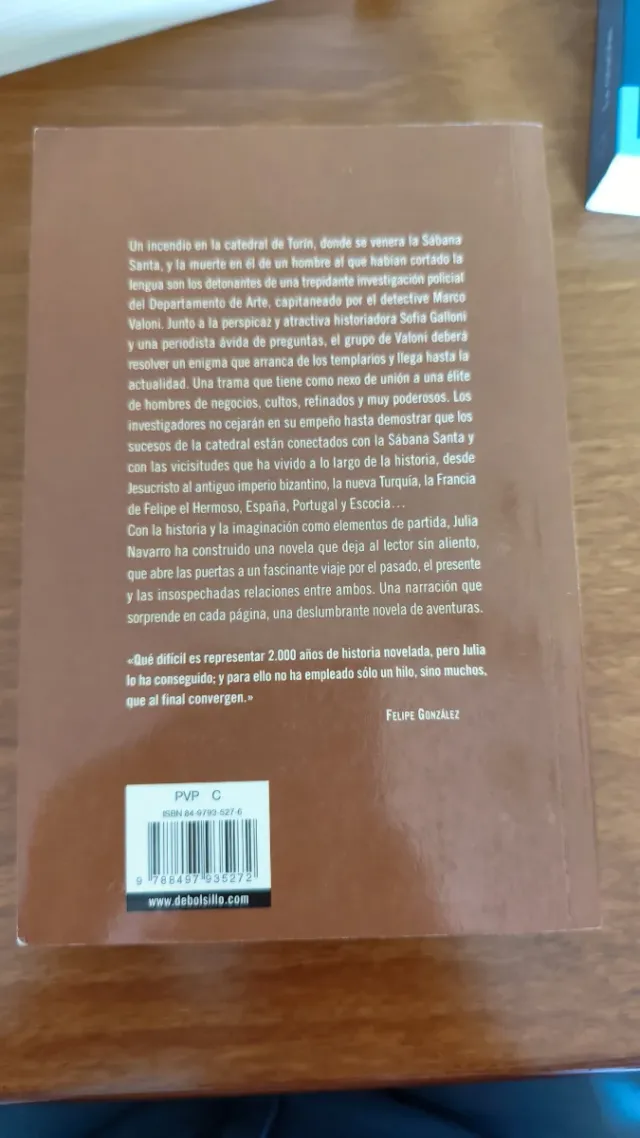 Un incendio en la catedral de Turín, donde se venera la Sábana
Santa, y la muerte en él de un hombre al que habían cortado la
lengua son los detonantes de una trepidante investigación policial
del Departamento de Arte, capitaneado por el detective Marco
Valoni. Junto a la perspicaz y atractiva historiadora Sofia Galloni
y una periodista ávida de preguntas, el grupo de Valoni deberá
resolver un enigma que arranca de los templarios y llega hasta la
actualidad. Una trama que tiene como nexo de unión a una élite
de hombres de negocios, cultos, refinados y muy poderosos. Los
investigadores no cejarán en su empeño hasta demostrar que los
sucesos de la catedral están conectados con la Sábana Santa y
con las vicisitudes que ha vivido a lo largo de la historia, desde
Jesucristo al antiguo imperio bizantino, la nueva Turquía, la Francia
de Felipe el Hermoso, España, Portugal y Escocia...
Con la historia y la imaginación como elementos de partida, Julia
Navarro ha construido una novela que deja al lector sin aliento,
que abre las puertas a un fascinante viaje por el pasado, el presente
y las insospechadas relaciones entre ambos. Una narración que
sorprende en cada página, una deslumbrante novela de aventuras.
«Qué difícil es representar 2.000 años de historia novelada, pero Julia
lo ha conseguido; y para ello no ha empleado sólo un hilo, sino muchos,
que al final convergen.»
FELIPE GONZÁLEZ
PVP C
ISBN 84-9793-527-6
9 788497 935272
www.debolsillo.com